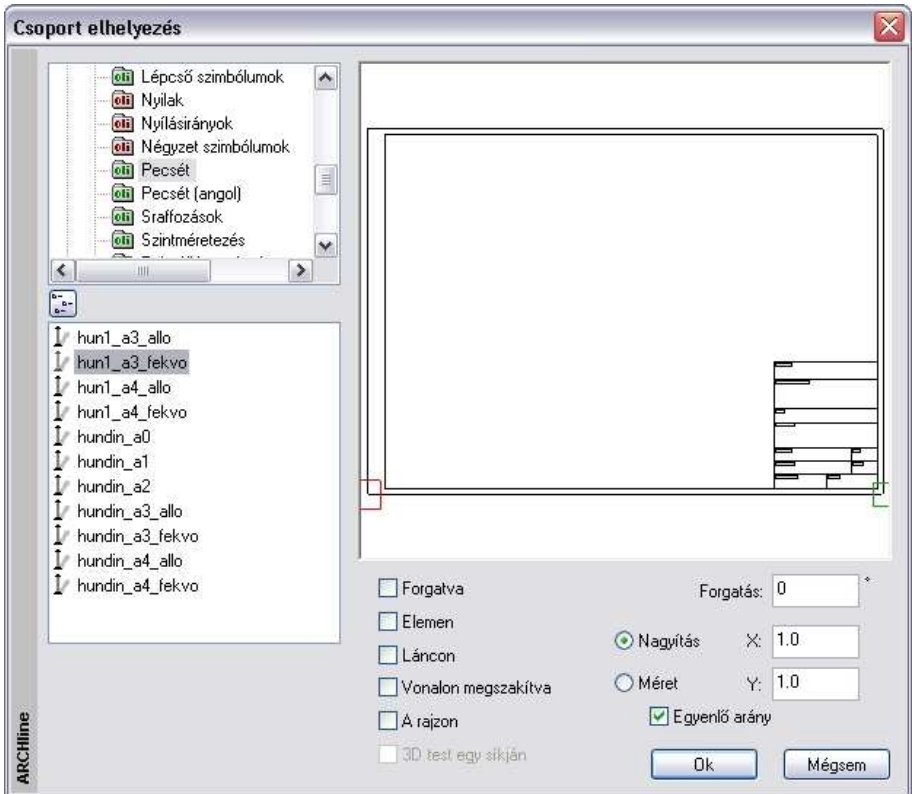 Csoport elhelyezés
Lépcső szimbólumok
Nyilak
Nyílásirányok
Négyzet szimbólumok
Pecsét
Pecsét (angol)
Sraffozások
Szintméretezés
hun1_a3_allo
hun1_a3_fekvo
hun1_a4_allo
hun1_a4_fekvo
hundin_a0
hundin_a1
hundin_a2
hundin_a3_allo
hundin_a3_fekvo
hundin_a4_allo
hundin_a4_fekvo
Forgatva
Elemen
Láncon
Vonalon megszakítva
A rajzon
3D test egy síkján
Forgatás: 0 °
Nagyítás X: 1.0
Méret Y: 1.0
Egyenlő arány
Ok Mégsem
ARCHline